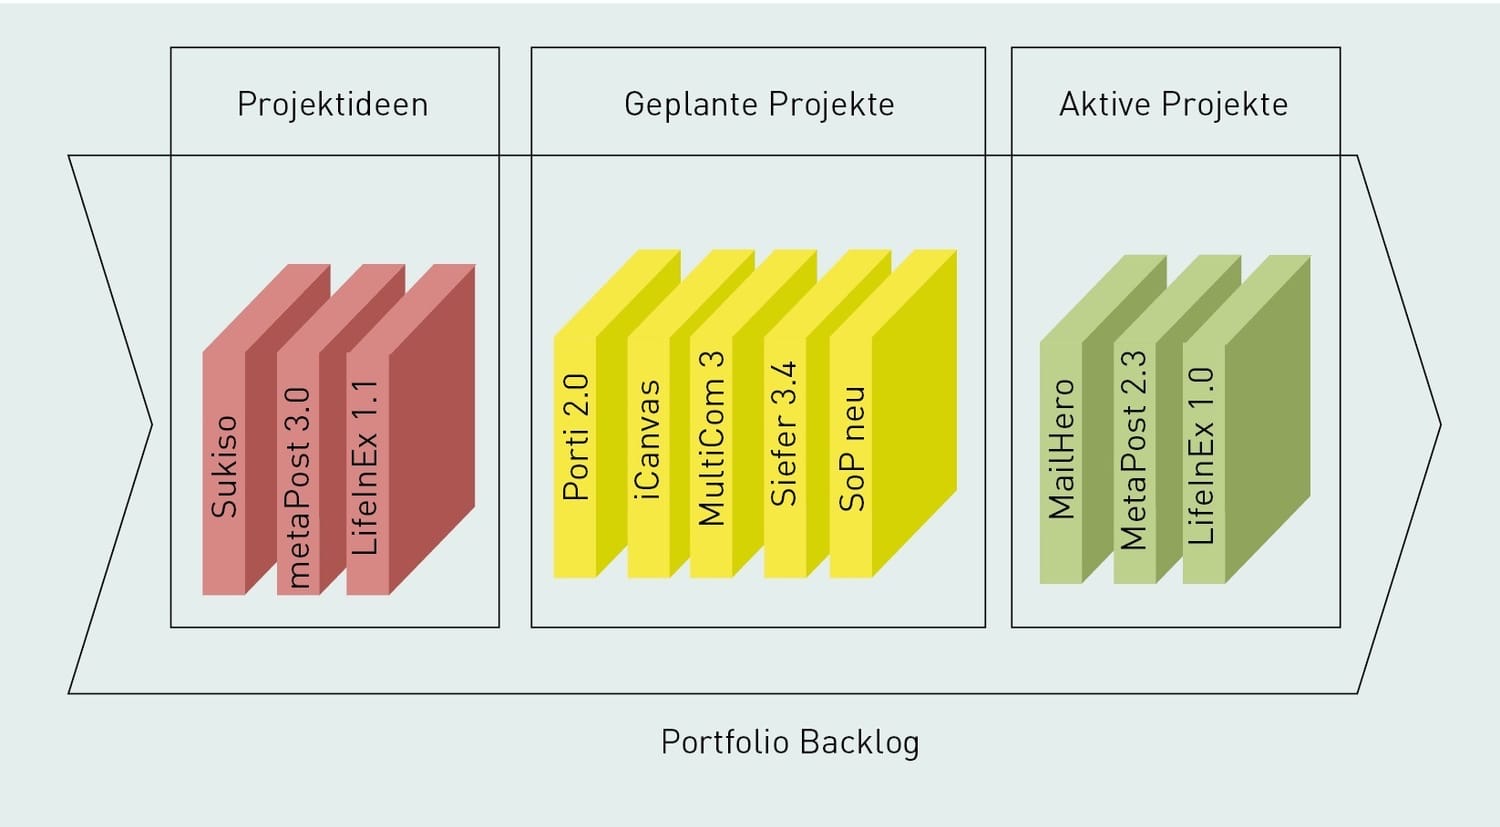 Projektideen
Geplante Projekte
Aktive Projekte
Sukiso
metaPost 3.0
LifeInEx 1.1
Porti 2.0
iCanvas
MultiCom 3
Siefer 3.4
SoP neu
MailHero
MetaPost 2.3
LifeInEx 1.0
Portfolio Backlog